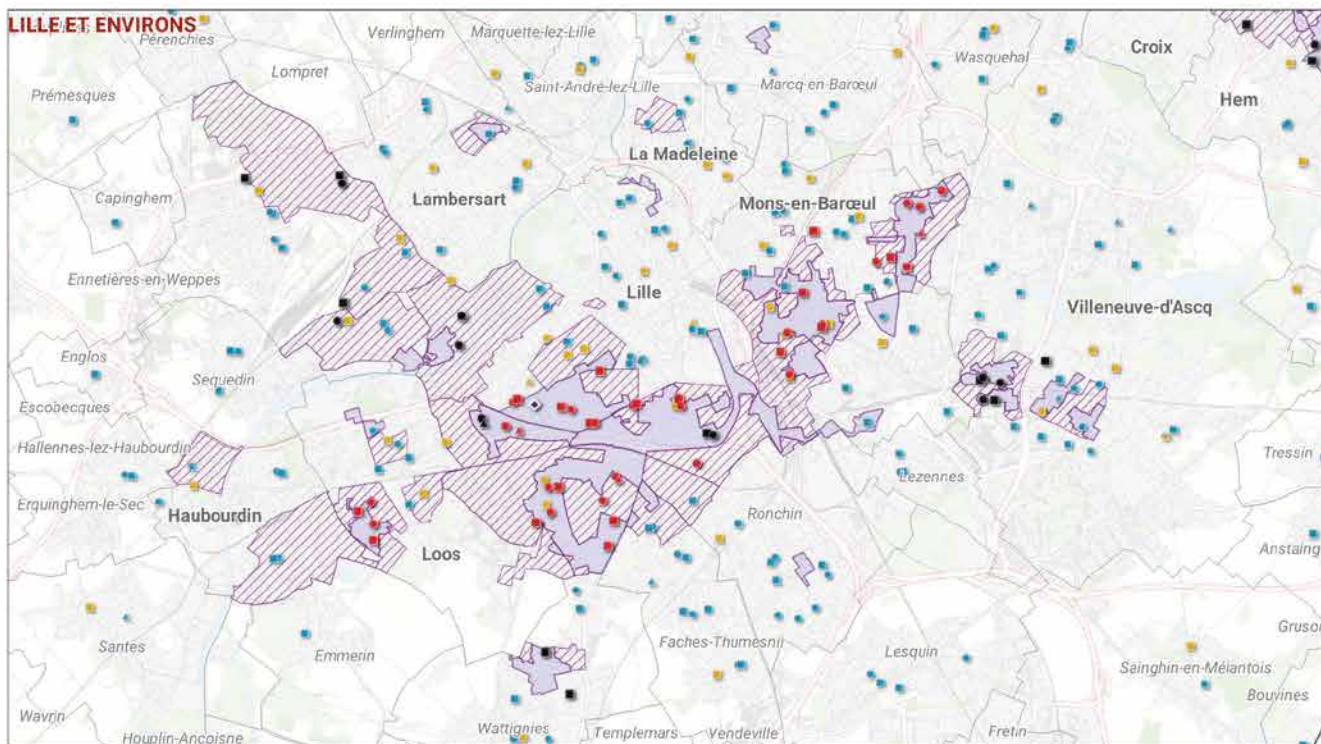 LILLE ET ENVIRONS
Pérenchies
Verlinghem
Marquette-lez-Lille
Wasquehal
Croix
Lompret
Saint-André-lez-Lille
Marcq-en-Barœul
Prémesques
Hem
La Madeleine
Capinghem
Lambersart
Mons-en-Barœul
Ennetières-en-Weppes
Lille
Villeneuve-d'Ascq
Englos
Sequedin
Escobecques
Hallennes-lez-Haubourdin
Tressin
Lezennes
Erquinghem-le-Sec
Haubourdin
Ronchin
Loos
Anstaing
Grusou
Santes
Emmerin
Faches-Thumesnil
Lesquin
Sainghin-en-Mélantois
Bouvines
Wavrin
Houplin-Ancoisne
Wattignies
Templemars
Vendeville
Fretin